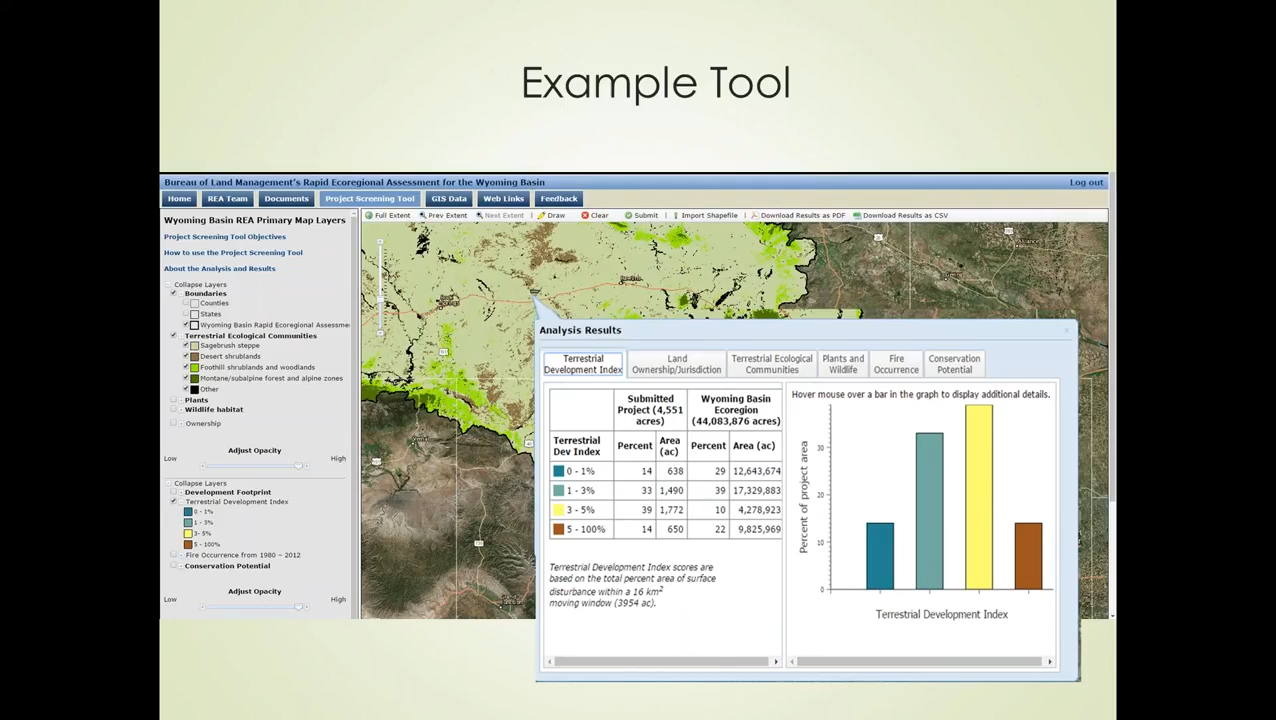 Example Tool
Bureau of Land Management's Rapid Ecoregional Assessment for the Wyoming Basin
Log out
Home
REA Team
Documents
Project Screening Tool
GIS Data
Web Links
Feedback
Wyoming Basin REA Primary Map Layers
Project Screening Tool Objectives
How to use the Project Screening Tool
About the Analysis and Results
Collapse Layers
Boundaries
Counties
States
Wyoming Basin Rapid Ecoregional Assessme
Terrestrial Ecological Communities
Sagebrush steppe
Desert shrublands
Foothill shrublands and woodlands
Montane/subalpine forest and alpine zones
Other
Plants
Wildlife habitat
Ownership
Adjust Opacity
Low
High
Collapse Layers
Development Footprint
Terrestrial Development Index
0 - 1%
1 - 3%
3- 5%
5 - 100%
Fire Occurrence from 1980 – 2012
Conservation Potential
Adjust Opacity
Low
High
Full Extent
Prev Extent
Next Extent
Draw
Clear
Submit
Import Shapefile
Download Results as PDF
Download Results as CSV
Analysis Results
x
Terrestrial
Development Index
Land
Ownership/Jurisdiction
Terrestrial Ecological
Communities
Plants and
Wildlife
Fire
Occurrence
Conservation
Potential
Submitted
Project (4,551
acres)
Wyoming Basin
Ecoregion
(44,083,876 acres)
Terrestrial
Dev Index
Percent
Area
(ac)
Percent
Area (ac)
0 - 1% 14 638 29 12,643,674
1 - 3% 33 1,490 39 17,329,883
3 - 5% 39 1,772 10 4,278,923
5 - 100% 14 650 22 9,825,969
Terrestrial Development Index scores are
based on the total percent area of surface
disturbance within a 16 km²
moving window (3954 ac).
Hover mouse over a bar in the graph to display additional details.
Percent of project area
30
20
10
0
Terrestrial Development Index